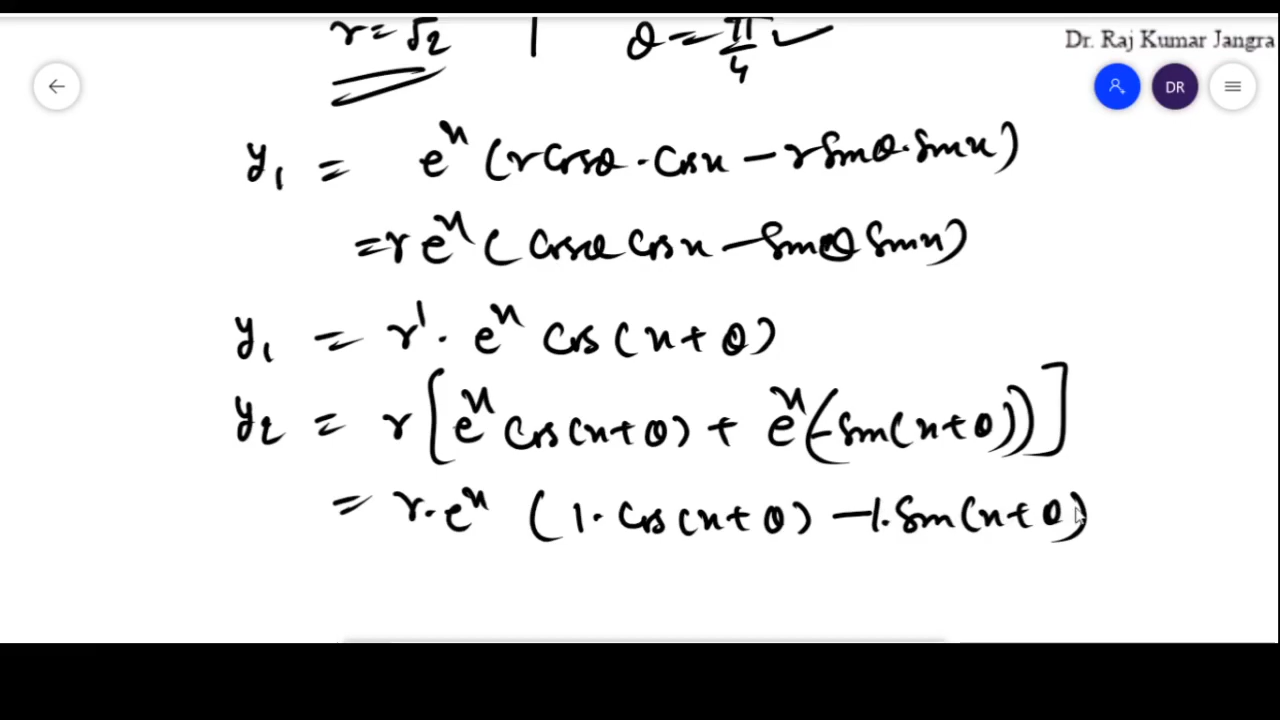 r = √2 | θ = π/4 ✓
Dr. Raj Kumar Jangra
DR
y₁ = eˣ (r cosθ · cos x − r sinθ · sin x)
= r eˣ ( cosθ cos x − sinθ sin x)
y₁ = r¹ · eˣ cos (x + θ)
y₂ = r [eˣ cos (x + θ) + eˣ (− sin (x + θ))]
= r · eˣ ( 1 · cos (x + θ) − 1 · sin (x + θ)